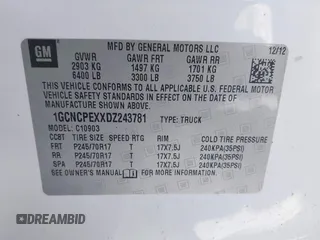 GM
MFD BY GENERAL MOTORS LLC
12/12
GVWR GAWR FRT GAWR RR
2903 KG 1497 KG 1701 KG
6400 LB 3300 LB 3750 LB
THIS VEHICLE CONFORMS TO ALL APPLICABLE U.S. FEDERAL MOTOR
VEHICLE SAFETY STANDARDS IN EFFECT ON THE DATE OF
MANUFACTURE SHOWN ABOVE.
1GCNCPEXXDZ243781 TYPE: TRUCK
MODEL: C10903
CCBT TIRE SIZE SPEED RTG RIM COLD TIRE PRESSURE
FRT P245/70R17 T 17X7.5J 240KPA(35PSI)
RR P245/70R17 T 17X7.5J 240KPA(35PSI)
SPA P245/70R17 T 17X7.5J 240KPA(35PSI)
SEE OWNER'S MANUAL FOR ADDITIONAL INFORMATION.
DREAMBID